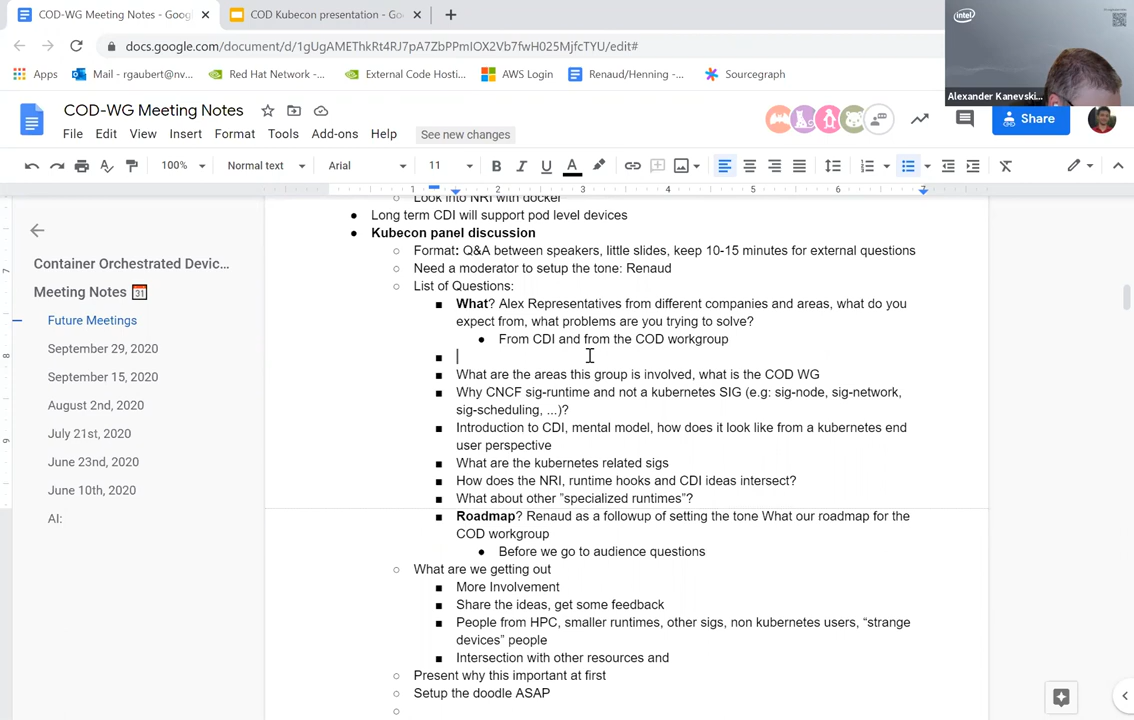 COD-WG Meeting Notes - Goog
COD Kubecon presentation - Go
docs.google.com/document/d/1gUgAMEThkRt4RJ7pA7ZbPPmIOX2Vb7fwH025MjfcTYU/edit#
intel
Apps
Mail - rgaubert@nv...
Red Hat Network -...
External Code Hosti...
AWS Login
Renaud/Henning -...
Sourcegraph
Alexander Kanevski...
COD-WG Meeting Notes
File Edit View Insert Format Tools Add-ons Help
See new changes
Share
100%
Normal text
Arial
11
B I U A
1 2 3 4 5 6 7
Look into NRI with docker
Long term CDI will support pod level devices
Kubecon panel discussion
Format: Q&A between speakers, little slides, keep 10-15 minutes for external questions
Need a moderator to setup the tone: Renaud
List of Questions:
What? Alex Representatives from different companies and areas, what do you
expect from, what problems are you trying to solve?
From CDI and from the COD workgroup
What are the areas this group is involved, what is the COD WG
Why CNCF sig-runtime and not a kubernetes SIG (e.g: sig-node, sig-network,
sig-scheduling, ...)?
Introduction to CDI, mental model, how does it look like from a kubernetes end
user perspective
What are the kubernetes related sigs
How does the NRI, runtime hooks and CDI ideas intersect?
What about other "specialized runtimes"?
Roadmap? Renaud as a followup of setting the tone What our roadmap for the
COD workgroup
Before we go to audience questions
What are we getting out
More Involvement
Share the ideas, get some feedback
People from HPC, smaller runtimes, other sigs, non kubernetes users, “strange
devices” people
Intersection with other resources and
Present why this important at first
Setup the doodle ASAP
Container Orchestrated Devic...
Meeting Notes 31
Future Meetings
September 29, 2020
September 15, 2020
August 2nd, 2020
July 21st, 2020
June 23nd, 2020
June 10th, 2020
AI:
7
8
9